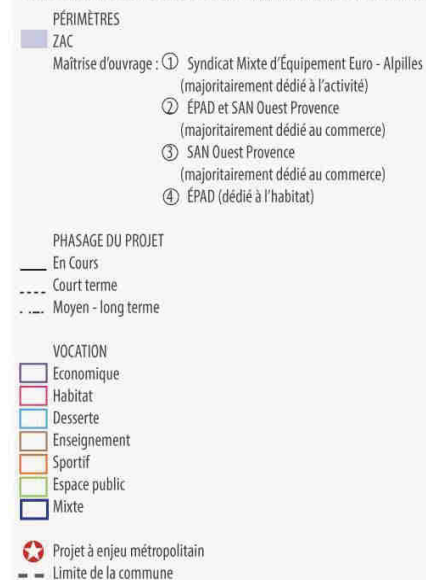 PÉRIMÈTRES
ZAC
Maîtrise d'ouvrage : ① Syndicat Mixte d'Équipement Euro - Alpilles
(majoritairement dédié à l'activité)
② ÉPAD et SAN Ouest Provence
(majoritairement dédié au commerce)
③ SAN Ouest Provence
(majoritairement dédié au commerce)
④ ÉPAD (dédié à l'habitat)
PHASAGE DU PROJET
En Cours
Court terme
Moyen - long terme
VOCATION
Economique
Habitat
Desserte
Enseignement
Sportif
Espace public
Mixte
Projet à enjeu métropolitain
Limite de la commune